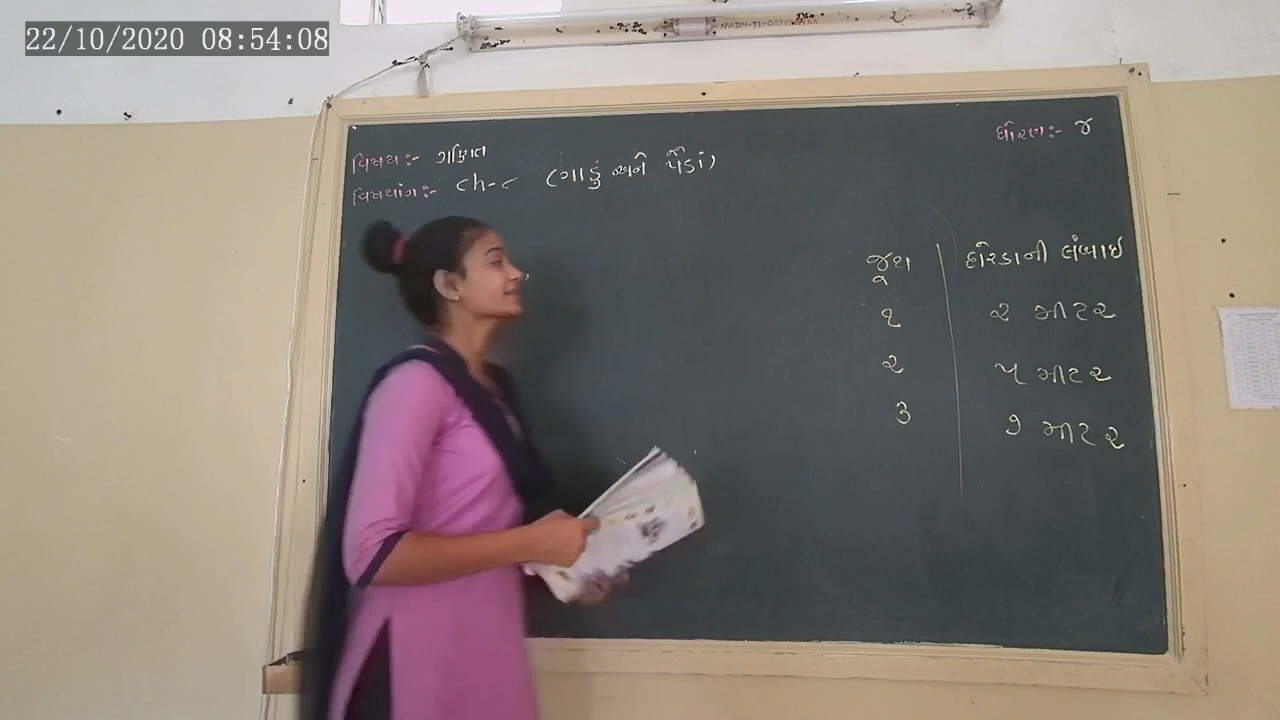 22/10/2020 08:54:08
વિષય:- ગણિત
ધોરણ:- ૪
વિષયાંગ:- ch-૮ (ગાડું અને પૈડાં)
જૂથ દોરડાની લંબાઈ
૧ ૨ મીટર
૨ ૫ મીટર
૩ ૭ મીટર